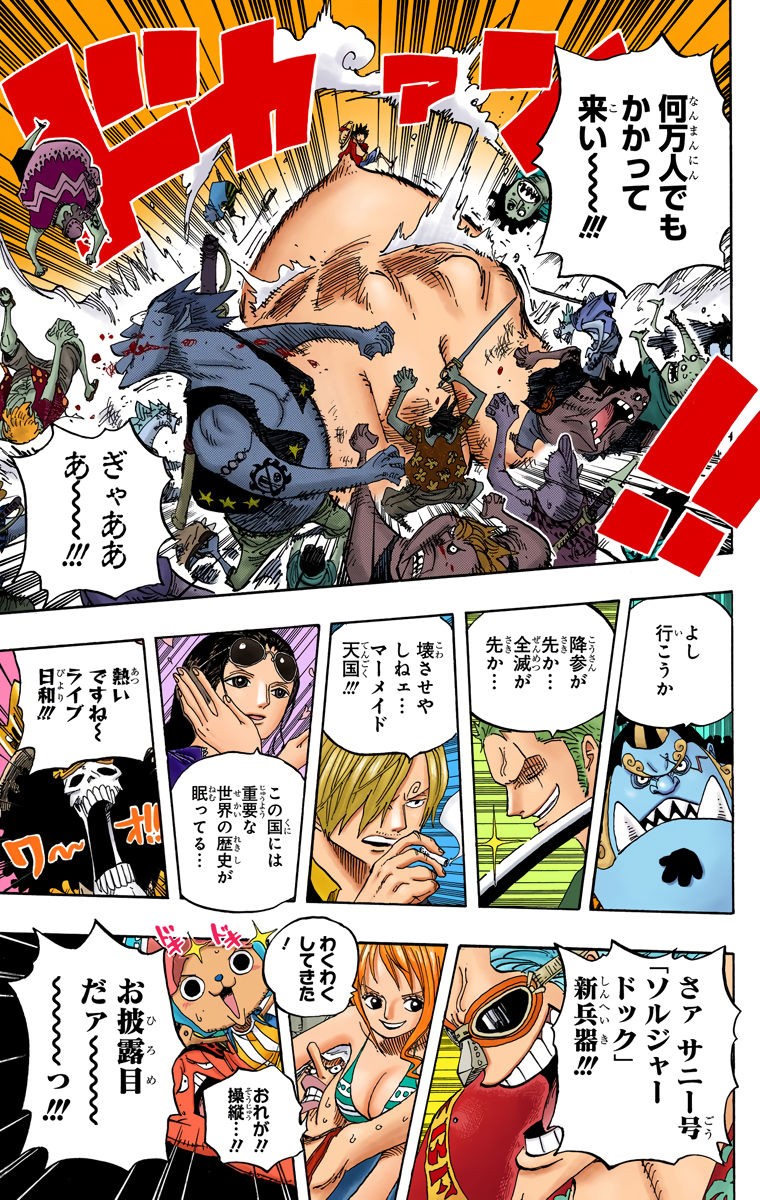 ドカァン
!!
何万人でも
かかって
来い〜〜〜!!!
ぎゃああ
あ〜〜〜!!!
よし
行こうか
降参が
先か…
全滅が
先か…
壊させや
しねェ…
マーメイド
天国!!!
この国には
重要な
世界の歴史が
眠ってる…
熱い
ですね〜
ライブ
日和!!!
ワー
オ!!
さァ サニー号
「ソルジャー
ドック」
新兵器!!!
わくわく
してきた
!!
ドキ
ドキ
おれが!!
操縦…!!
お披露目
だァ〜〜〜
〜〜〜っ!!!